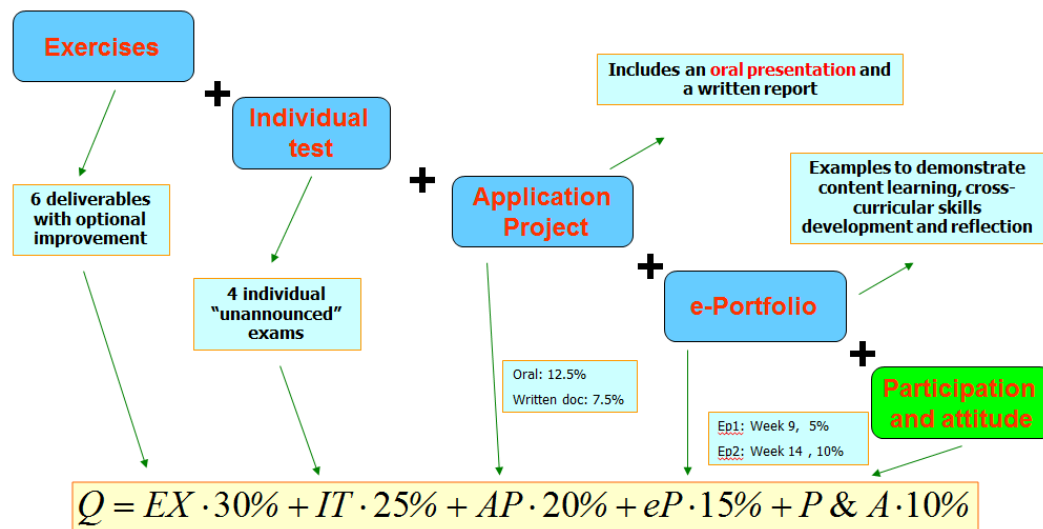 Exercises
+
Individual
test
+
Application
Project
+
e-Portfolio
+
Participation
and attitude
Includes an oral presentation and
a written report
Examples to demonstrate
content learning, cross-
curricular skills
development and reflection
6 deliverables
with optional
improvement
4 individual
“unannounced”
exams
Oral: 12.5%
Written doc: 7.5%
Ep1: Week 9, 5%
Ep2: Week 14 , 10%
Q = EX · 30% + IT · 25% + AP · 20% + eP · 15% + P & A · 10%